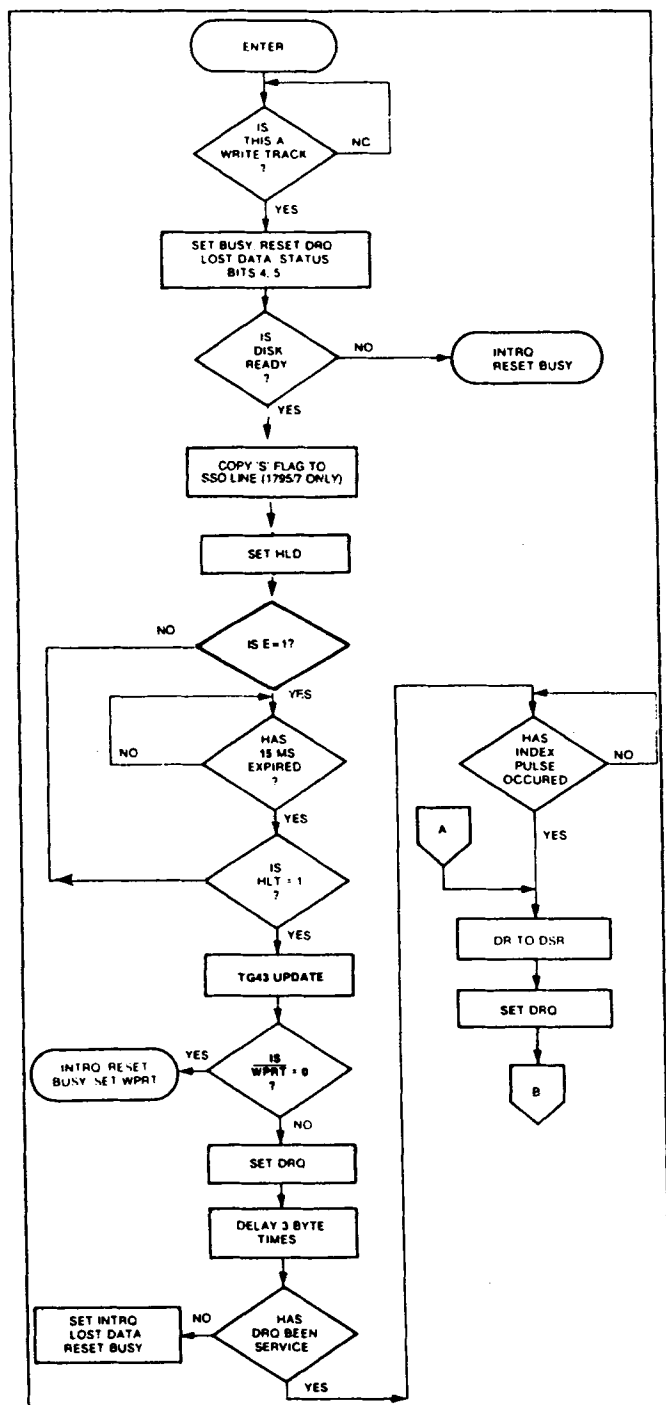 ENTER
IS
THIS A
WRITE TRACK
?
NC
YES
SET BUSY, RESET DRQ
LOST DATA, STATUS
BITS 4, 5
IS
DISK
READY
?
NO
INTRQ
RESET BUSY
YES
COPY 'S' FLAG TO
SSO LINE (1795/7 ONLY)
SET HLD
NO
IS E = 1?
YES
HAS
15 MS
EXPIRED
?
NO
YES
IS
HLT = 1
?
YES
TG43 UPDATE
IS
WPRT = 0
?
YES
INTRQ RESET
BUSY SET WPRT
NO
SET DRQ
DELAY 3 BYTE
TIMES
HAS
DRQ BEEN
SERVICE
NO
SET INTRQ
LOST DATA
RESET BUSY
YES
HAS
INDEX
PULSE
OCCURED
NO
YES
A
DR TO DSR
SET DRQ
B